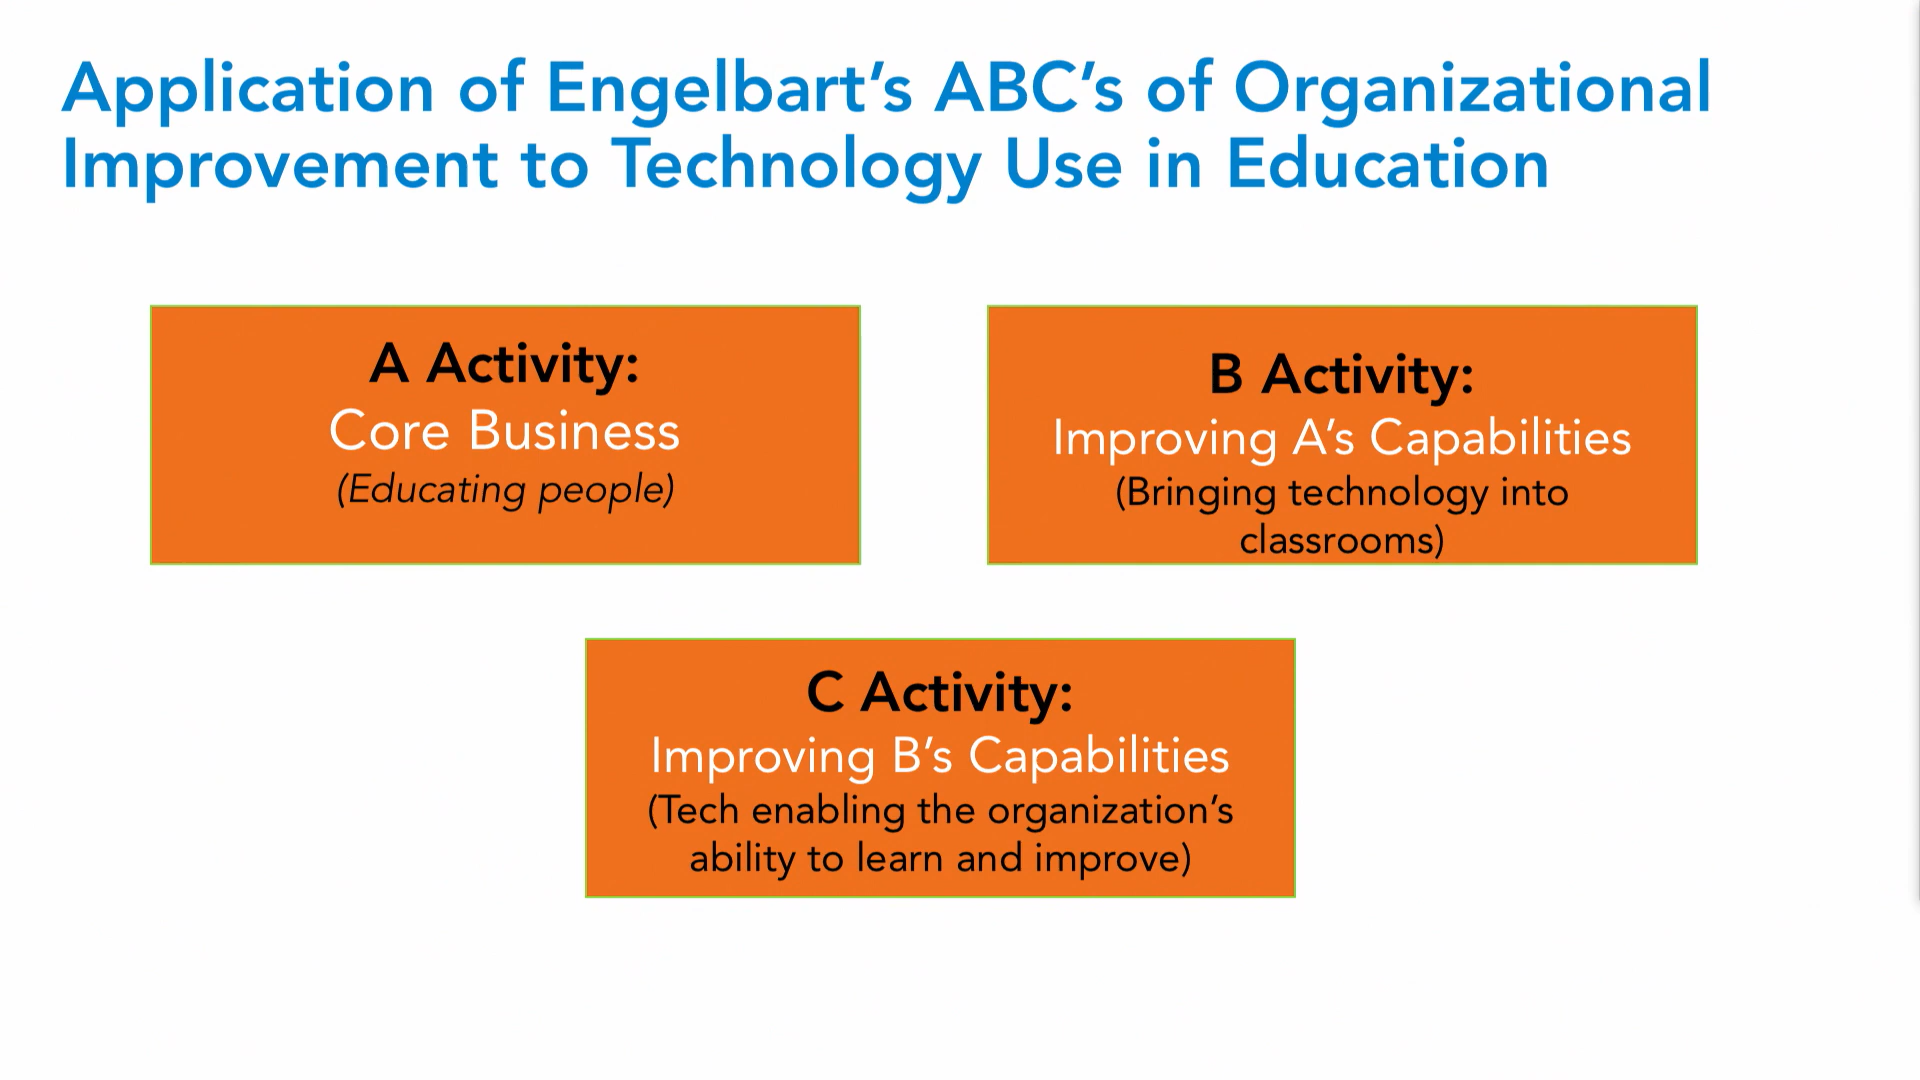 Application of Engelbart’s ABC’s of Organizational
Improvement to Technology Use in Education
A Activity:
Core Business
(Educating people)
B Activity:
Improving A’s Capabilities
(Bringing technology into
classrooms)
C Activity:
Improving B’s Capabilities
(Tech enabling the organization’s
ability to learn and improve)